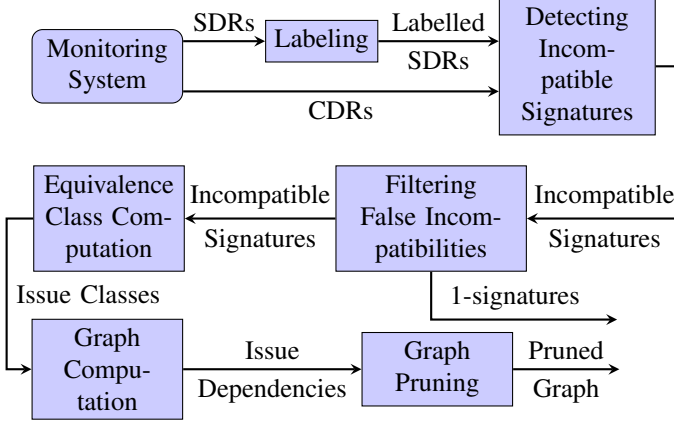 Monitoring
System
SDRs
Labeling
Labelled
SDRs
CDRs
Detecting
Incom-
patible
Signatures
Equivalence
Class Com-
putation
Incompatible
Signatures
Filtering
False Incom-
patibilities
Incompatible
Signatures
Issue Classes
1-signatures
Graph
Compu-
tation
Issue
Dependencies
Graph
Pruning
Pruned
Graph